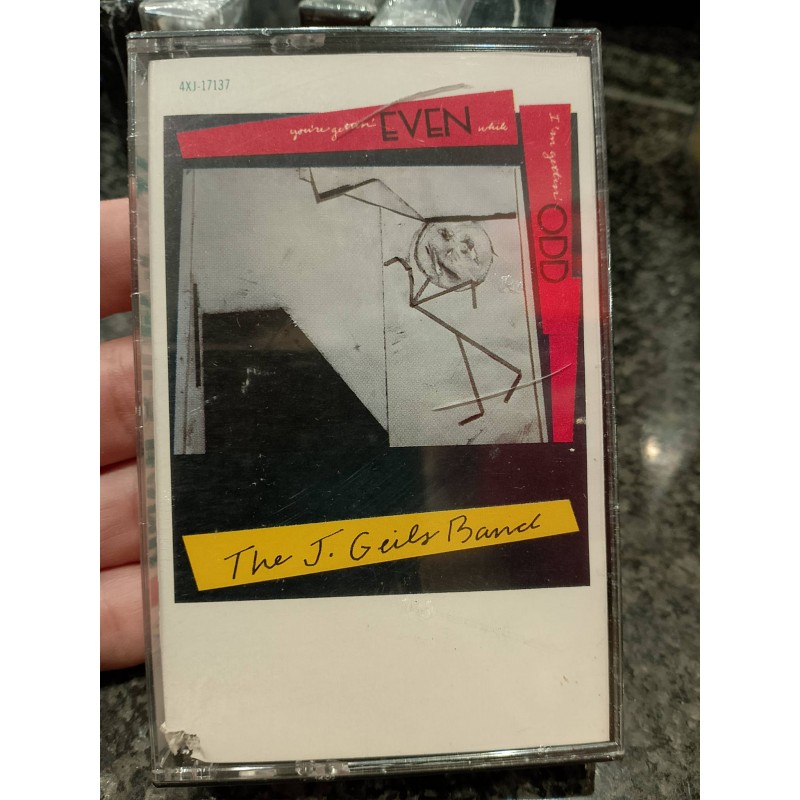 4XJ-17137
you're gettin' EVEN while
I'm gettin' ODD
The J. Geils Band